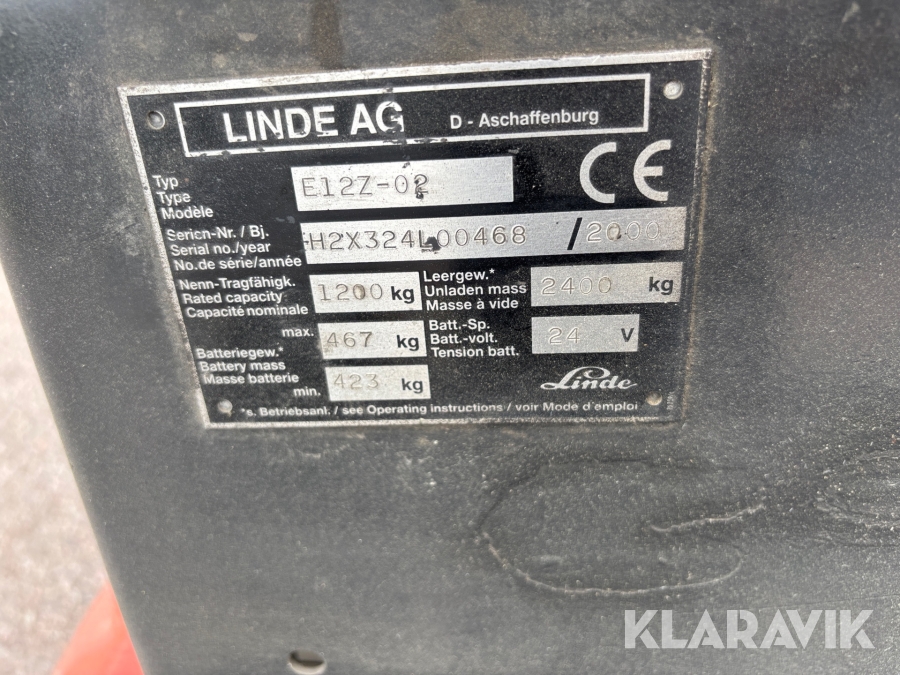 LINDE AG D - Aschaffenburg
CE
Typ
Type
Modèle
E12Z-02
Serien-Nr. / Bj.
Serial no./year
No.de série/année
H2X324L00468 / 2000
Nenn-Tragfähigk.
Rated capacity
Capacité nominale
1200 kg
Leergew.*
Unladen mass
Masse à vide
2400 kg
Batteriegew.*
Battery mass
Masse batterie
max. 467 kg
min. 423 kg
Batt.-Sp.
Batt.-volt.
Tension batt.
24 V
Linde
*s. Betriebsanl. / see Operating instructions / voir Mode d'emploi
KLARAVIK